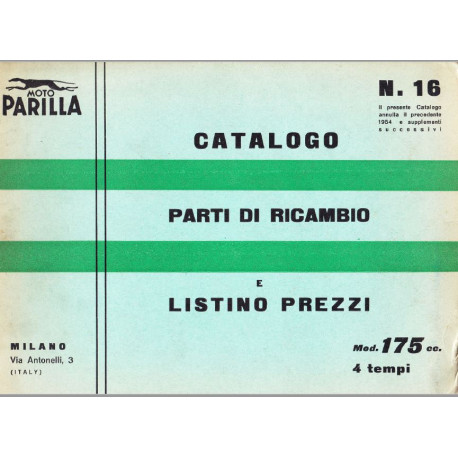 MOTO
PARILLA
N. 16
Il presente Catalogo
annulla il precedente
1954 e supplementi
successivi
CATALOGO
PARTI DI RICAMBIO
E
LISTINO PREZZI
MILANO
Via Antonelli, 3
(ITALY)
Mod. 175 cc.
4 tempi